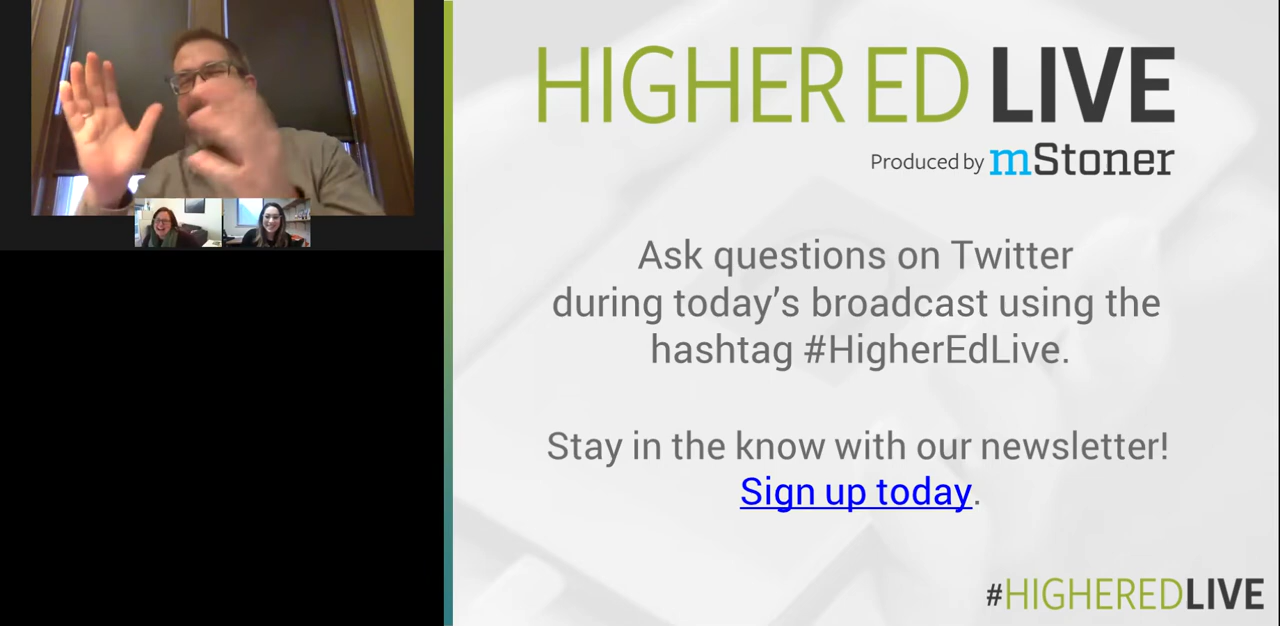 HIGHER ED LIVE
Produced by mStoner
Ask questions on Twitter
during today’s broadcast using the
hashtag #HigherEdLive.
Stay in the know with our newsletter!
Sign up today.
#HIGHEREDLIVE